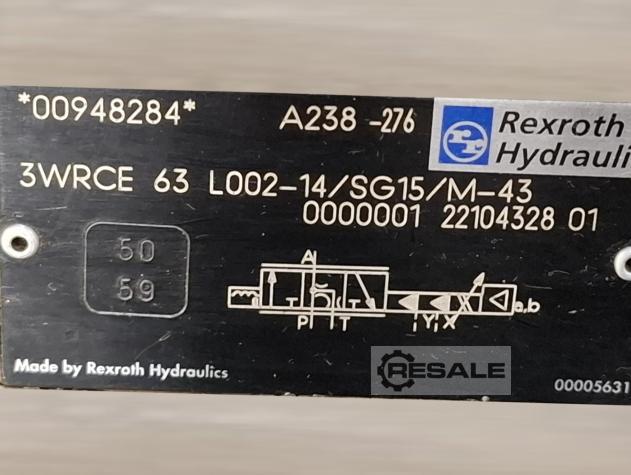 *00948284* A238 -276 Rexroth
Hydrauli
3WRCE 63 L002-14/SG15/M-43
0000001 22104328 01
50
59
A
T T
P T
Y X
a,b
RESALE
Made by Rexroth Hydraulics 00005631